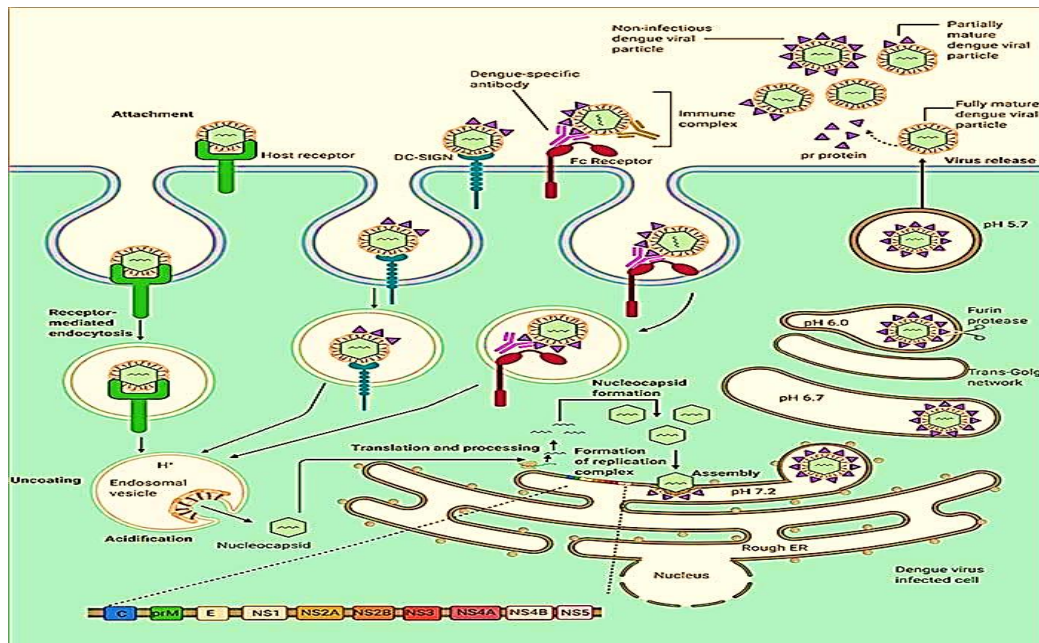 Non-infectious
dengue viral
particle
Partially
mature
dengue viral
particle
Dengue-specific
antibody
Attachment
Immune
complex
Fully mature
dengue viral
particle
Host receptor
DC-SIGN
Fc Receptor
pr protein
Virus release
pH 5.7
Receptor-
mediated
endocytosis
pH 6.0
Furin
protease
Trans-Golg
network
pH 6.7
Nucleocapsid
formation
Translation and processing
Formation
of replication
complex
Assembly
pH 7.2
H+
Uncoating
Endosomal
vesicle
Acidification
Nucleocapsid
Rough ER
Nucleus
Dengue virus
infected cell
C prM E NS1 NS2A NS2B NS3 NS4A NS4B NS5